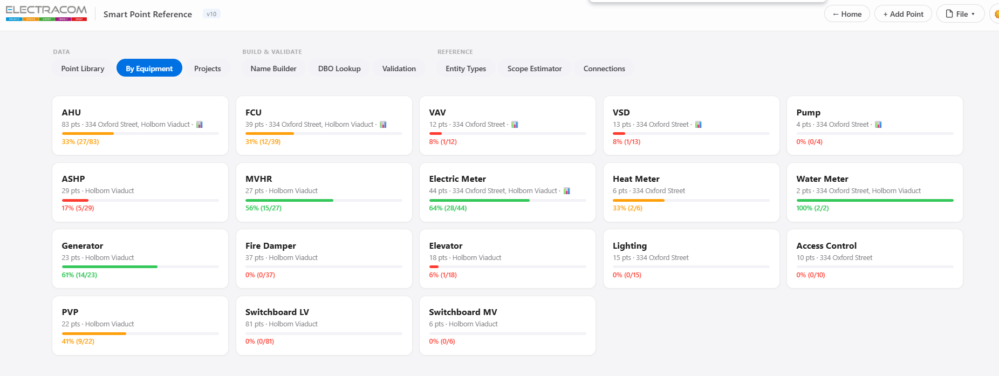 ELECTRACOM
PROJECTS SERVICE ENERGY CONNECT SMART
Smart Point Reference v10
← Home + Add Point File ▾
DATA BUILD & VALIDATE REFERENCE
Point Library By Equipment Projects Name Builder DBO Lookup Validation Entity Types Scope Estimator Connections
AHU
83 pts · 334 Oxford Street, Holborn Viaduct ·
33% (27/83)
FCU
39 pts · 334 Oxford Street, Holborn Viaduct ·
31% (12/39)
VAV
12 pts · 334 Oxford Street ·
8% (1/12)
VSD
13 pts · 334 Oxford Street ·
8% (1/13)
Pump
4 pts · 334 Oxford Street ·
0% (0/4)
ASHP
29 pts · Holborn Viaduct
17% (5/29)
MVHR
27 pts · Holborn Viaduct
56% (15/27)
Electric Meter
44 pts · 334 Oxford Street, Holborn Viaduct ·
64% (28/44)
Heat Meter
6 pts · 334 Oxford Street
33% (2/6)
Water Meter
2 pts · 334 Oxford Street, Holborn Viaduct
100% (2/2)
Generator
23 pts · Holborn Viaduct
61% (14/23)
Fire Damper
37 pts · Holborn Viaduct
0% (0/37)
Elevator
18 pts · Holborn Viaduct
6% (1/18)
Lighting
15 pts · 334 Oxford Street
0% (0/15)
Access Control
10 pts · 334 Oxford Street
0% (0/10)
PVP
22 pts · Holborn Viaduct
41% (9/22)
Switchboard LV
81 pts · Holborn Viaduct
0% (0/81)
Switchboard MV
6 pts · Holborn Viaduct
0% (0/6)